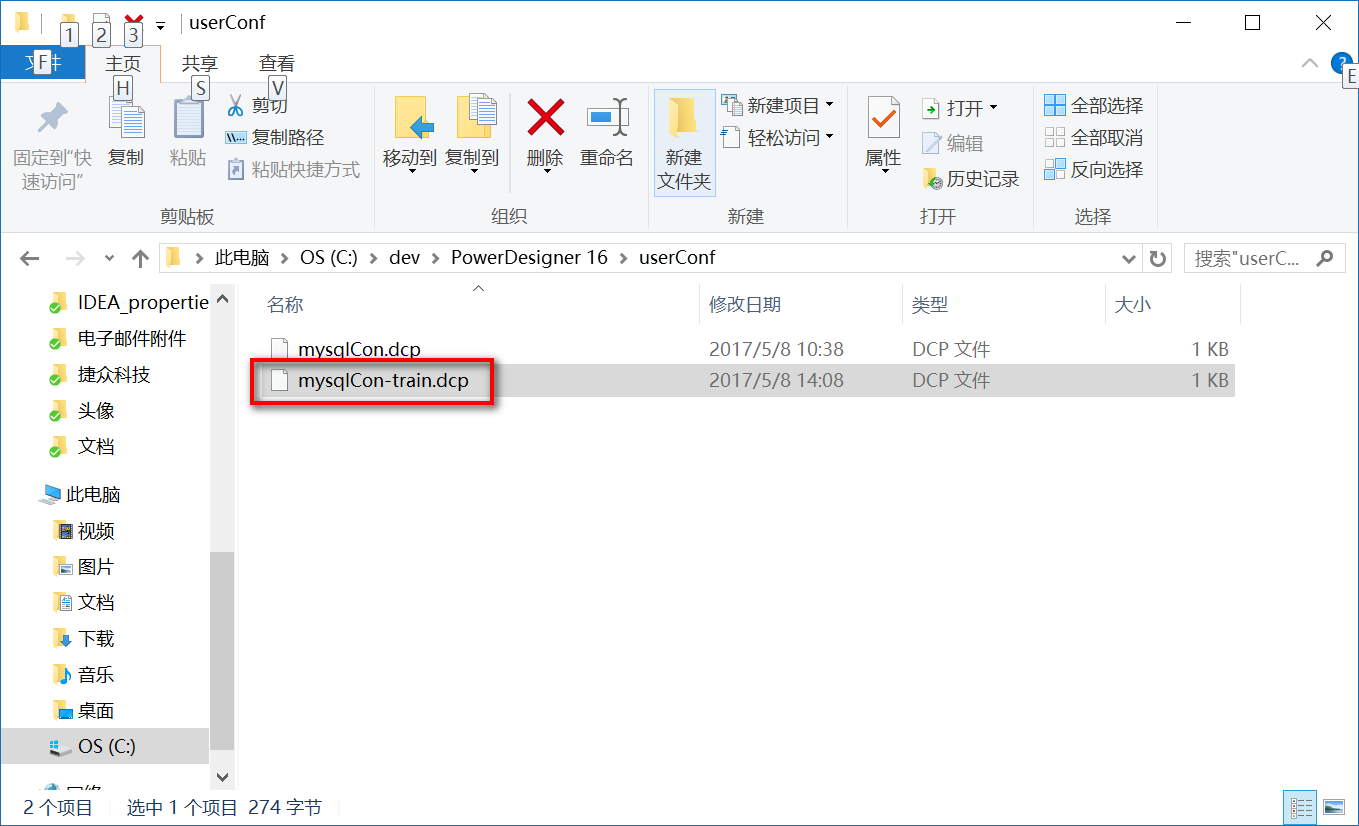 1 2 3 userConf
F 文件 主页 共享 查看
H S V E
固定到"快速访问"
复制
粘贴
剪切
复制路径
粘贴快捷方式
剪贴板
移动到 复制到 删除 重命名
组织
新建文件夹
新建项目
轻松访问
新建
属性
打开
编辑
历史记录
打开
全部选择
全部取消
反向选择
选择
此电脑 > OS (C:) > dev > PowerDesigner 16 > userConf
搜索"userC...
名称 修改日期 类型 大小
mysqlCon.dcp 2017/5/8 10:38 DCP 文件 1 KB
mysqlCon-train.dcp 2017/5/8 14:08 DCP 文件 1 KB
IDEA_propertie
电子邮件附件
捷众科技
头像
文档
此电脑
视频
图片
文档
下载
音乐
桌面
OS (C:)
网络
2 个项目 选中 1 个项目 274 字节